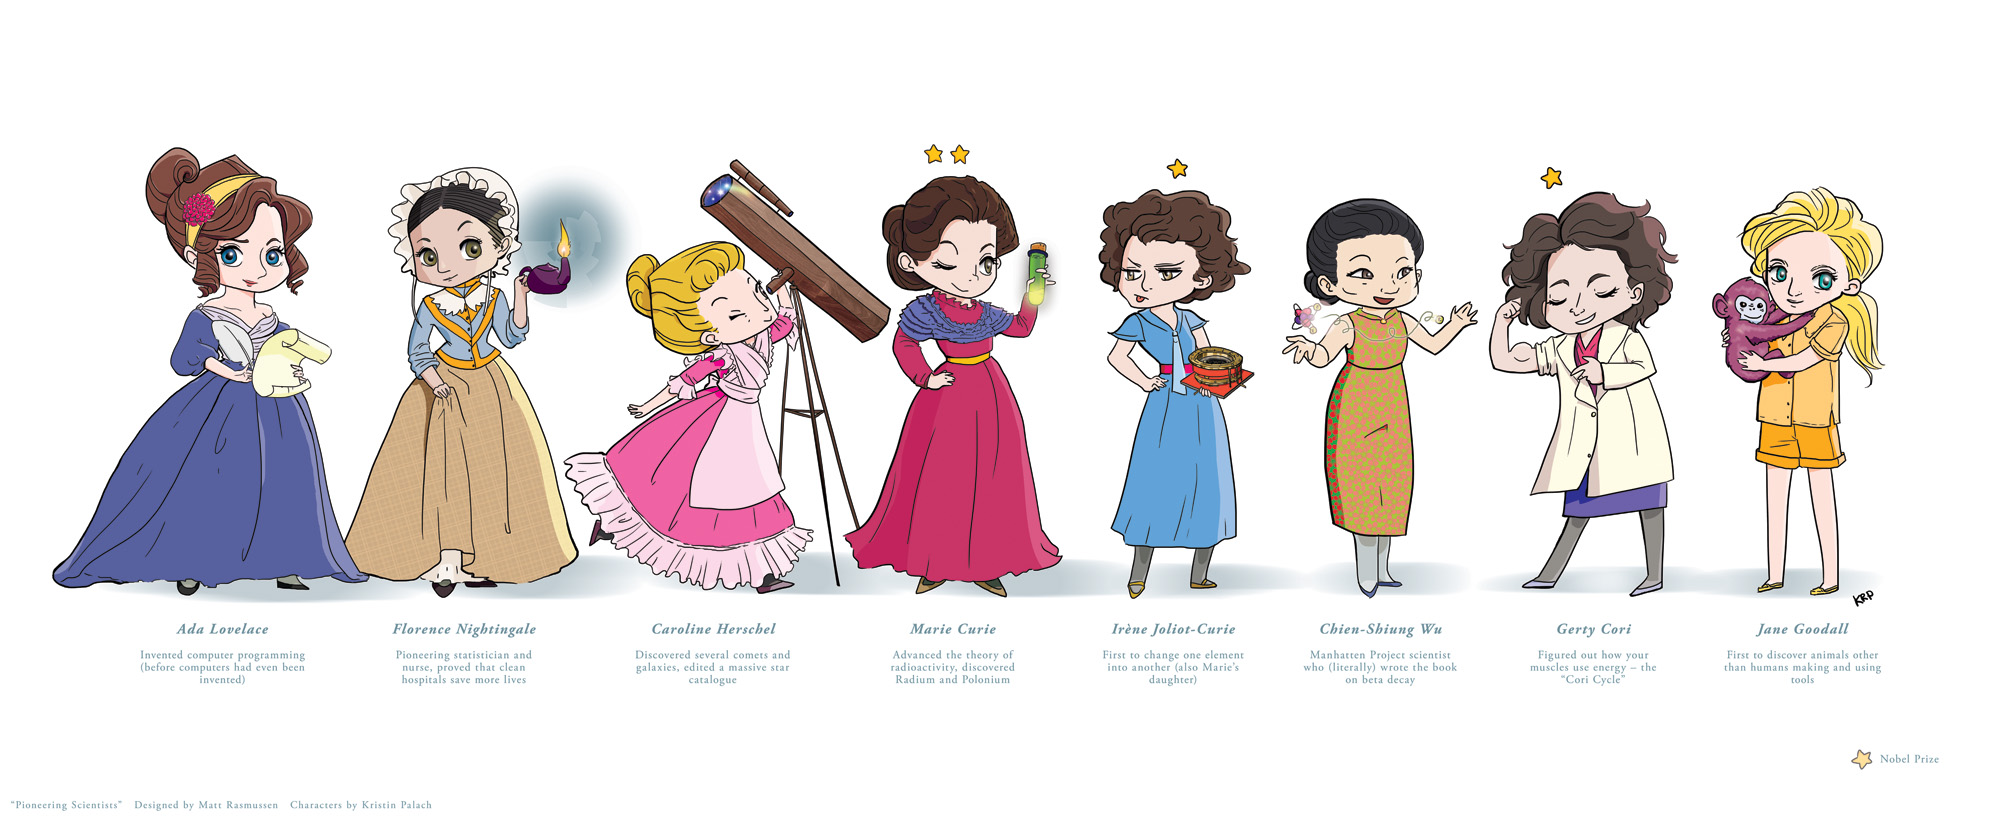 Ada Lovelace
Invented computer programming
(before computers had even been
invented)
Florence Nightingale
Pioneering statistician and
nurse, proved that clean
hospitals save more lives
Caroline Herschel
Discovered several comets and
galaxies, edited a massive star
catalogue
Marie Curie
Advanced the theory of
radioactivity, discovered
Radium and Polonium
Irène Joliot-Curie
First to change one element
into another (also Marie's
daughter)
Chien-Shiung Wu
Manhatten Project scientist
who (literally) wrote the book
on beta decay
Gerty Cori
Figured out how your
muscles use energy – the
“Cori Cycle”
Jane Goodall
First to discover animals other
than humans making and using
tools
KRP
Nobel Prize
“Pioneering Scientists” Designed by Matt Rasmussen Characters by Kristin Palach